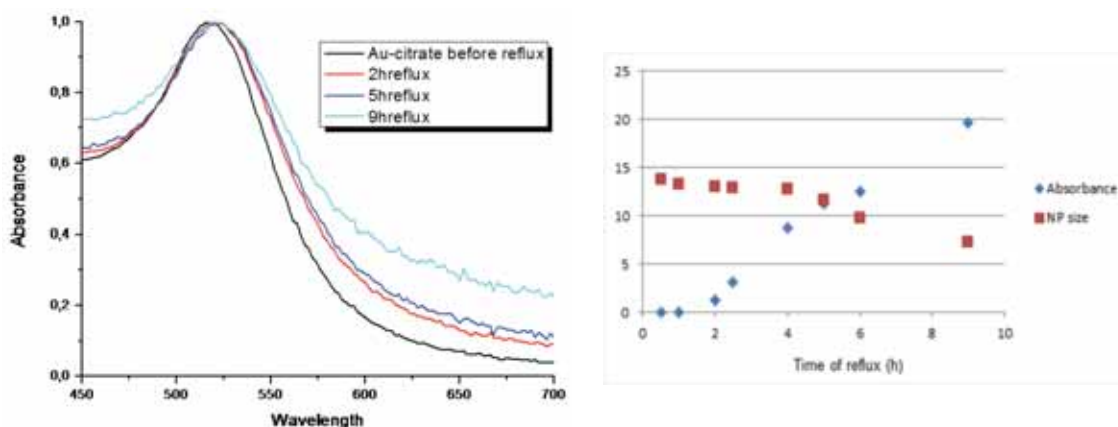 1,0
0,8
0,6
0,4
0,2
0,0
Absorbance
450 500 550 600 650 700
Wavelength
Au-citrate before reflux
2hreflux
5hreflux
9hreflux
25
20
15
10
5
0
0 2 4 6 8 10
Time of reflux (h)
Absorbance
NP size